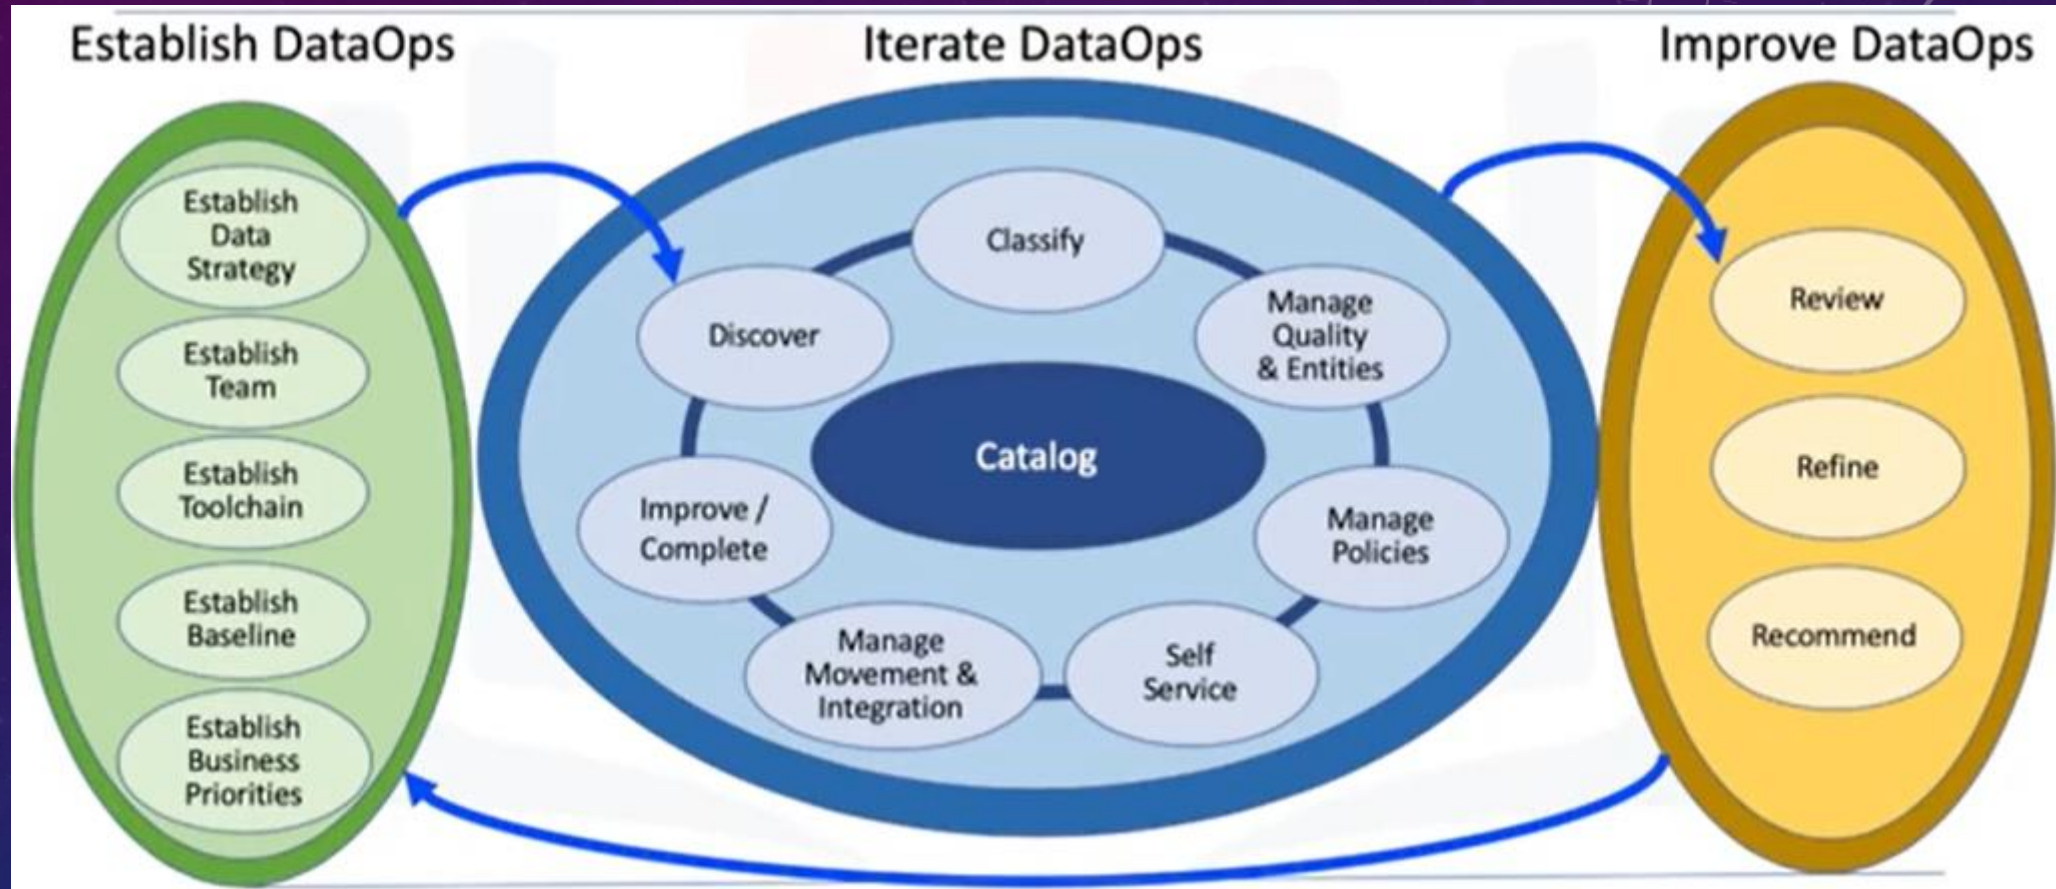 Establish DataOps
Iterate DataOps
Improve DataOps
Establish
Data
Strategy
Establish
Team
Establish
Toolchain
Establish
Baseline
Establish
Business
Priorities
Classify
Discover
Manage
Quality
& Entities
Catalog
Improve /
Complete
Manage
Policies
Manage
Movement &
Integration
Self
Service
Review
Refine
Recommend